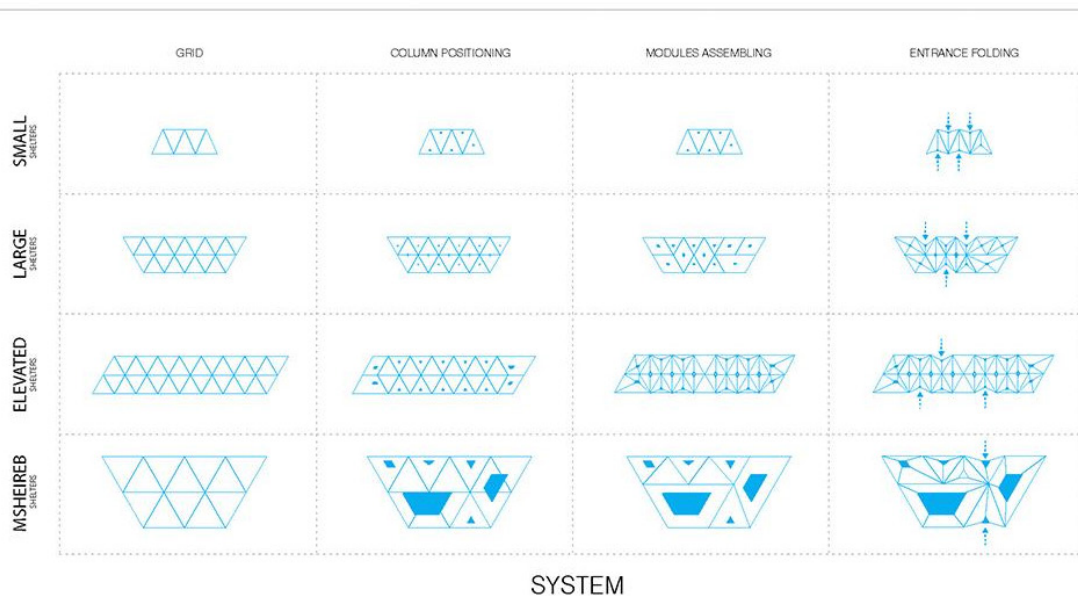 GRID
COLUMN POSITIONING
MODULES ASSEMBLING
ENTRANCE FOLDING
SMALL
SHELTERS
LARGE
SHELTERS
ELEVATED
SHELTERS
MSHEIREB
SHELTERS
SYSTEM